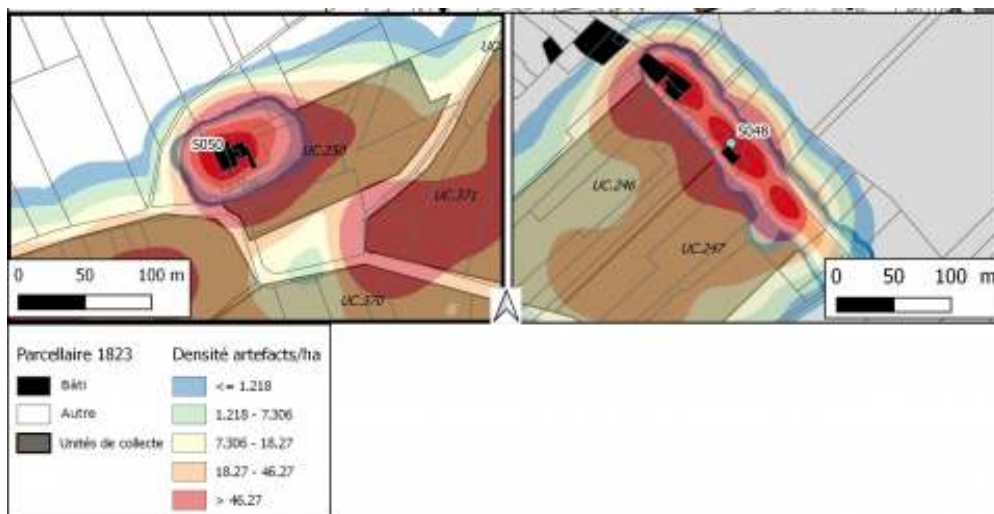 S050
UC.250
UC.371
UC.370
0 50 100 m
S048
UC.246
UC.247
0 50 100 m
Parcellaire 1823
Bâti
Autre
Unités de collecte
Densité artefacts/ha
<= 1.218
1.218 - 7.306
7.306 - 18.27
18.27 - 46.27
> 46.27